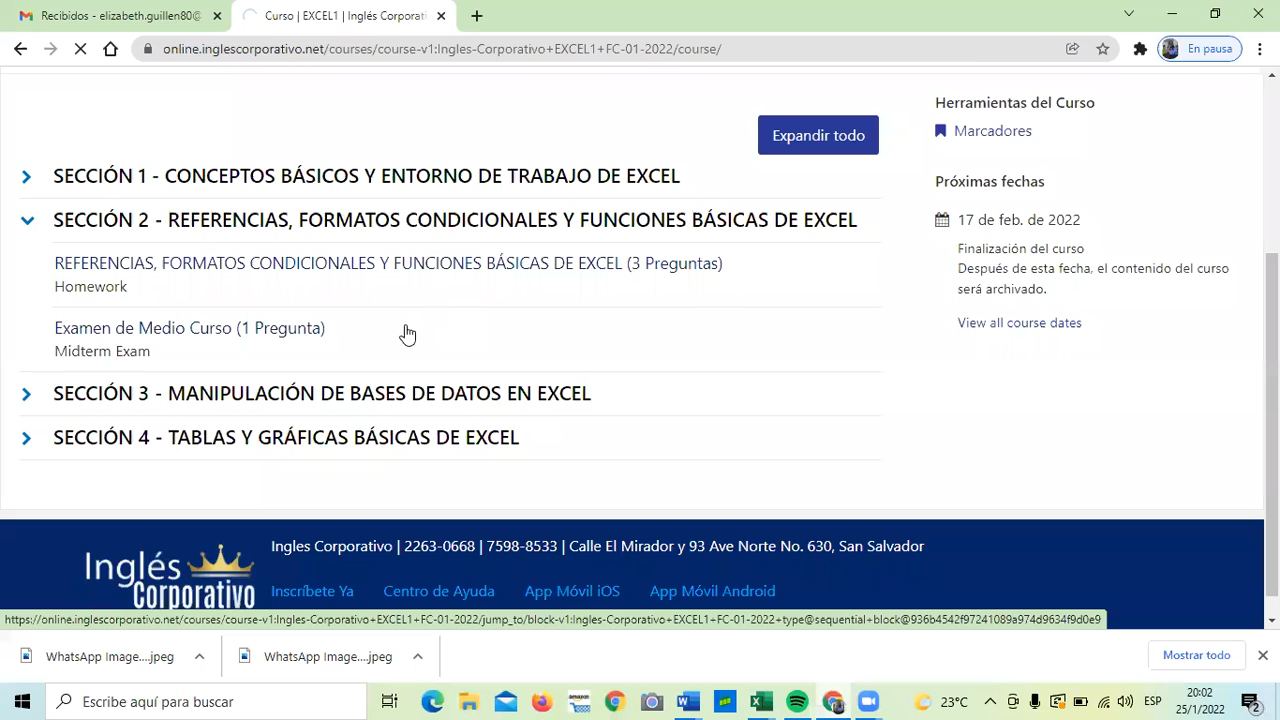 Recibidos - elizabeth.guillen80@
Curso | EXCEL1 | Inglés Corporati
online.inglescorporativo.net/courses/course-v1:Ingles-Corporativo+EXCEL1+FC-01-2022/course/
En pausa
Herramientas del Curso
Marcadores
Expandir todo
SECCIÓN 1 - CONCEPTOS BÁSICOS Y ENTORNO DE TRABAJO DE EXCEL
Próximas fechas
SECCIÓN 2 - REFERENCIAS, FORMATOS CONDICIONALES Y FUNCIONES BÁSICAS DE EXCEL
17 de feb. de 2022
Finalización del curso
Después de esta fecha, el contenido del curso
será archivado.
View all course dates
REFERENCIAS, FORMATOS CONDICIONALES Y FUNCIONES BÁSICAS DE EXCEL (3 Preguntas)
Homework
Examen de Medio Curso (1 Pregunta)
Midterm Exam
SECCIÓN 3 - MANIPULACIÓN DE BASES DE DATOS EN EXCEL
SECCIÓN 4 - TABLAS Y GRÁFICAS BÁSICAS DE EXCEL
Inglés
Corporativo
Ingles Corporativo | 2263-0668 | 7598-8533 | Calle El Mirador y 93 Ave Norte No. 630, San Salvador
Inscríbete Ya
Centro de Ayuda
App Móvil iOS
App Móvil Android
https://online.inglescorporativo.net/courses/course-v1:Ingles-Corporativo+EXCEL1+FC-01-2022/jump_to/block-v1:Ingles-Corporativo+EXCEL1+FC-01-2022+type@sequential+block@936b4542f97241089a974d9634f9d0e9
WhatsApp Image....jpeg
WhatsApp Image....jpeg
Mostrar todo
Escribe aquí para buscar
23°C
ESP
20:02
25/1/2022
2